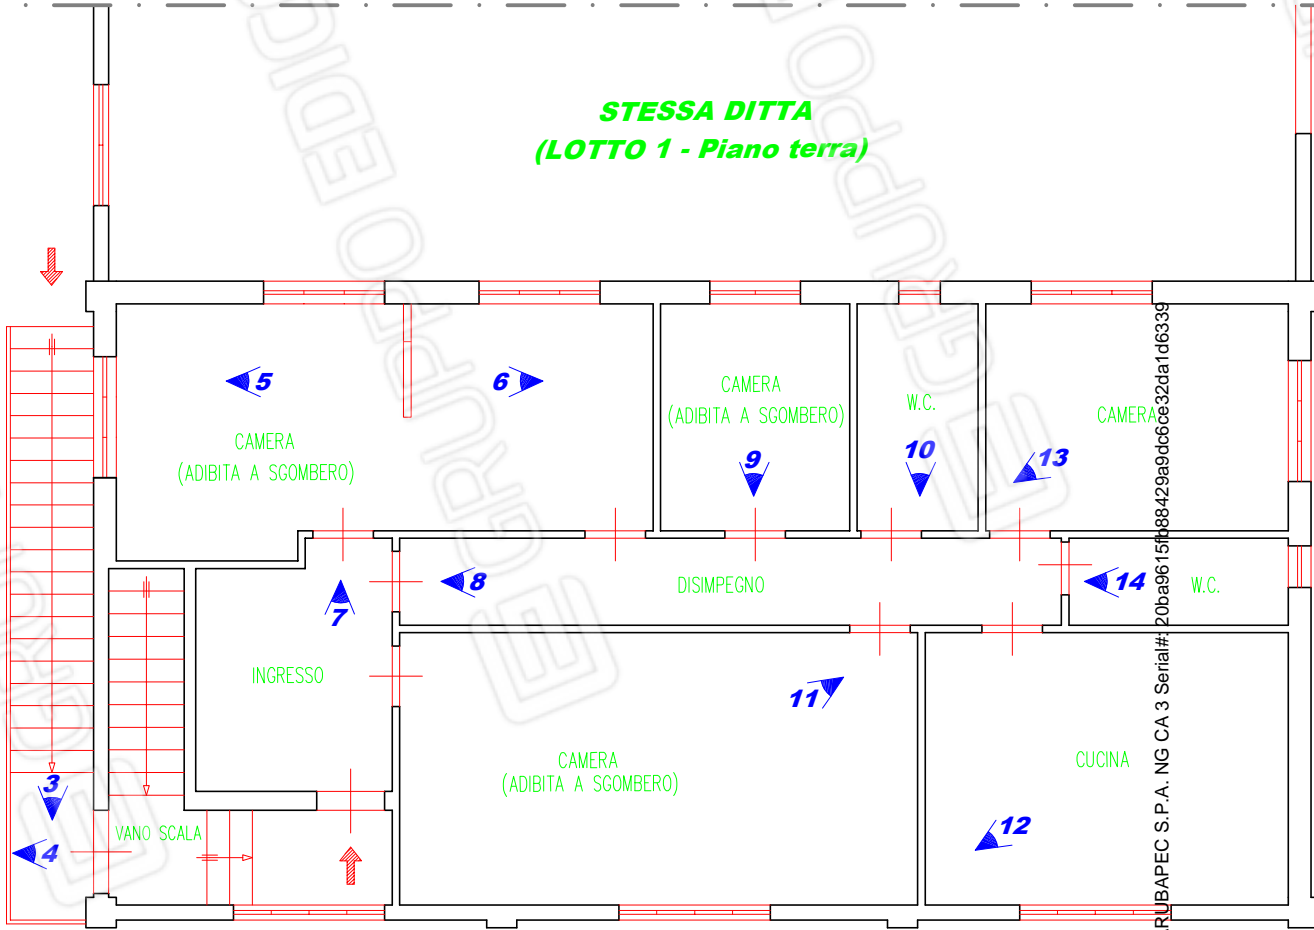 STESSA DITTA
(LOTTO 1 - Piano terra)
5
6
CAMERA
(ADIBITA A SGOMBERO)
CAMERA
(ADIBITA A SGOMBERO)
9
W.C.
10
CAMERA
13
7
8
DISIMPEGNO
14
W.C.
INGRESSO
11
CAMERA
(ADIBITA A SGOMBERO)
CUCINA
12
3
4
VANO SCALA
RUBAPEC S.P.A. NG CA 3 Serial#: 20ba9615fb88429a9dc6ce32da1d6339